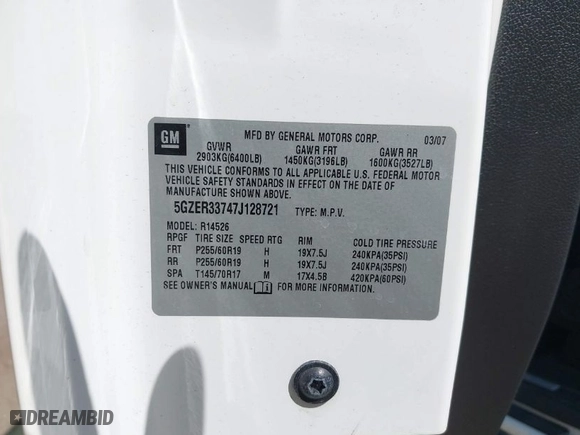 GM
MFD BY GENERAL MOTORS CORP. 03/07
GVWR GAWR FRT GAWR RR
2903KG(6400LB) 1450KG(3196LB) 1600KG(3527LB)
THIS VEHICLE CONFORMS TO ALL APPLICABLE U.S. FEDERAL MOTOR
VEHICLE SAFETY STANDARDS IN EFFECT ON THE DATE OF
MANUFACTURE SHOWN ABOVE.
5GZER33747J128721 TYPE: M.P.V.
MODEL: R14526
RPGF TIRE SIZE SPEED RTG RIM COLD TIRE PRESSURE
FRT P255/60R19 H 19X7.5J 240KPA(35PSI)
RR P255/60R19 H 19X7.5J 240KPA(35PSI)
SPA T145/70R17 M 17X4.5B 420KPA(60PSI)
SEE OWNER'S MANUAL FOR MORE INFORMATION.
DREAMBID